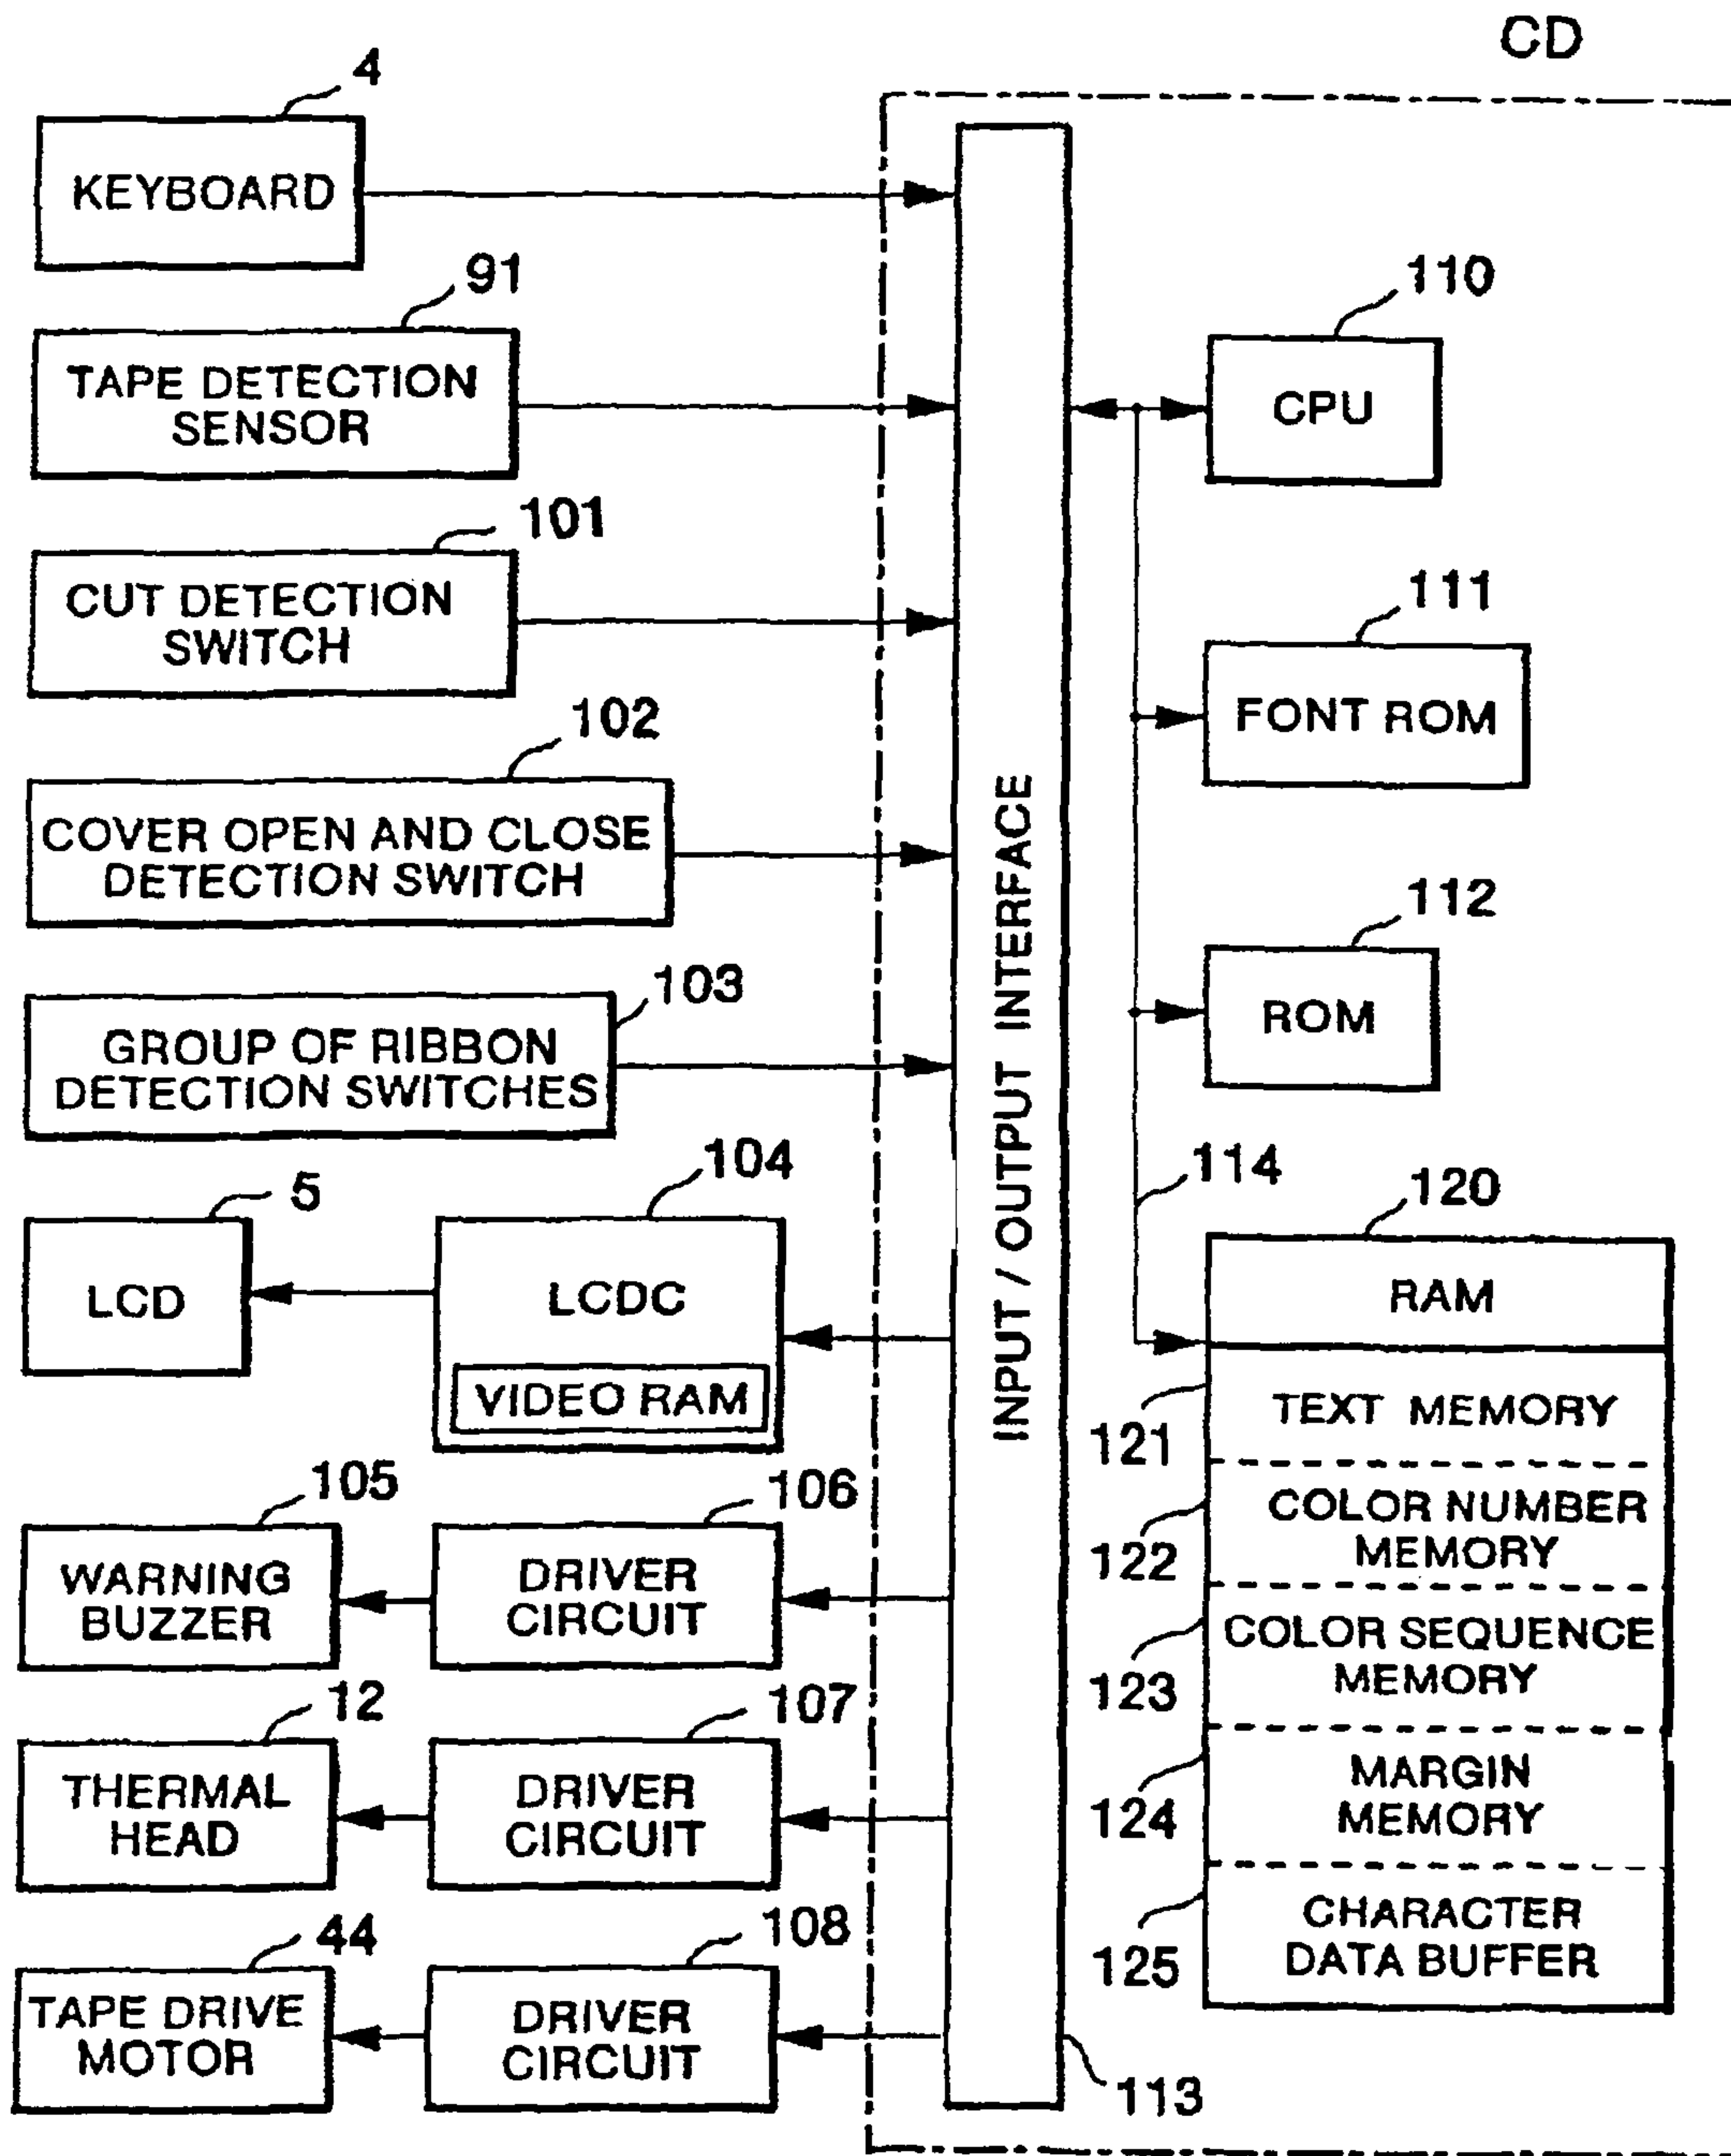 CD
4
KEYBOARD
91
TAPE DETECTION
SENSOR
101
CUT DETECTION
SWITCH
102
COVER OPEN AND CLOSE
DETECTION SWITCH
103
GROUP OF RIBBON
DETECTION SWITCHES
5
LCD
104
LCDC
VIDEO RAM
105
WARNING
BUZZER
106
DRIVER
CIRCUIT
12
THERMAL
HEAD
107
DRIVER
CIRCUIT
44
TAPE DRIVE
MOTOR
108
DRIVER
CIRCUIT
INPUT / OUTPUT INTERFACE
113
110
CPU
111
FONT ROM
112
ROM
114
120
RAM
121
TEXT MEMORY
122
COLOR NUMBER
MEMORY
123
COLOR SEQUENCE
MEMORY
124
MARGIN
MEMORY
125
CHARACTER
DATA BUFFER